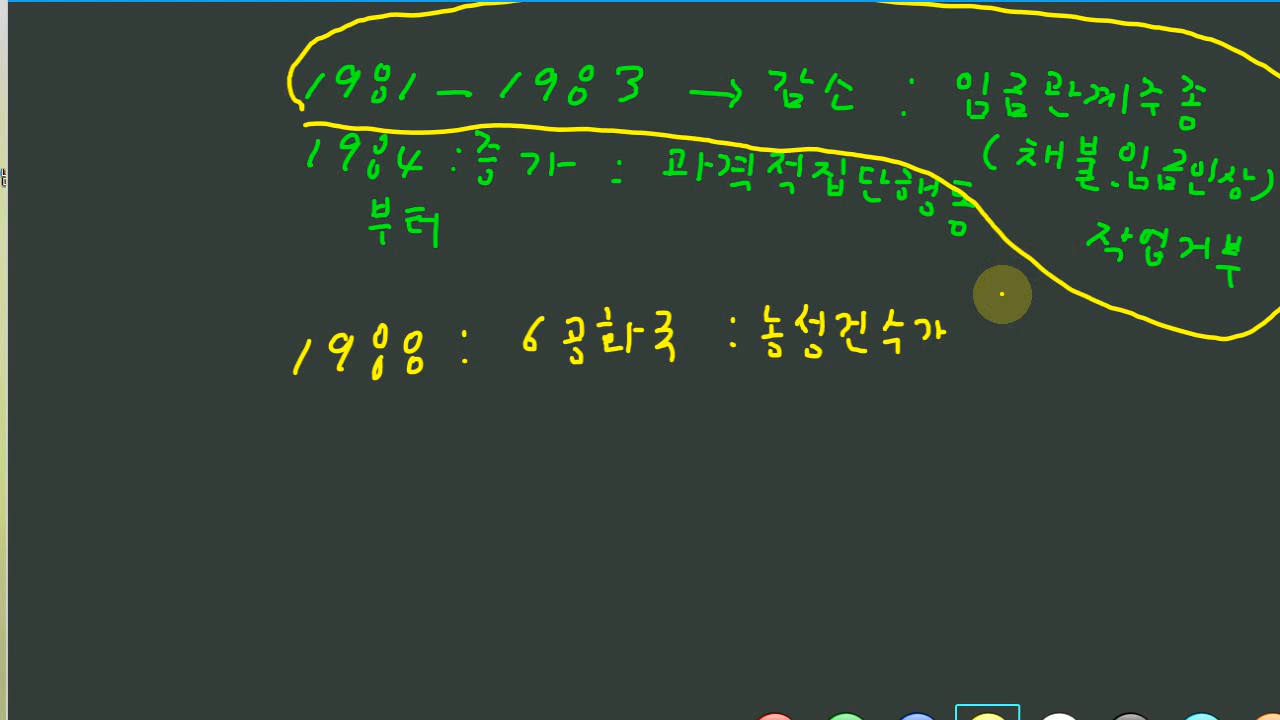 1981 - 1983 → 감소 : 임금관계주종
(채불.임금인상)
1984 : 증가 : 과격적집단행동
부터
작업거부
1988 : 6공화국 : 농성건수가